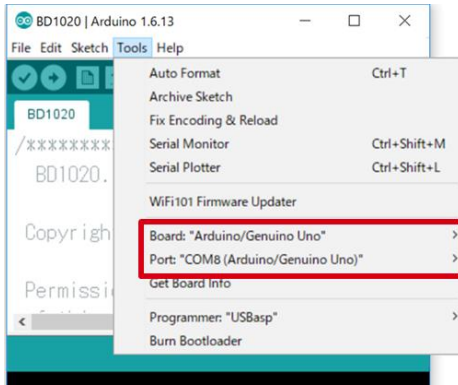 BD1020 | Arduino 1.6.13
File Edit Sketch Tools Help
BD1020
/********
BD1020.
Copyrigh
Permissi
Auto Format Ctrl+T
Archive Sketch
Fix Encoding & Reload
Serial Monitor Ctrl+Shift+M
Serial Plotter Ctrl+Shift+L
WiFi101 Firmware Updater
Board: "Arduino/Genuino Uno"
Port: "COM8 (Arduino/Genuino Uno)"
Get Board Info
Programmer: "USBasp"
Burn Bootloader